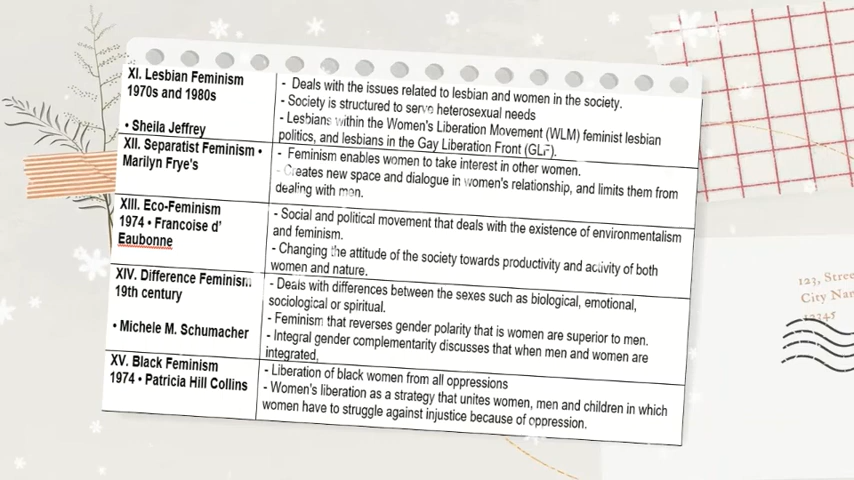 XI. Lesbian Feminism
1970s and 1980s
• Sheila Jeffrey
- Deals with the issues related to lesbian and women in the society.
- Society is structured to serve heterosexual needs
- Lesbians within the Women's Liberation Movement (WLM) feminist lesbian
politics, and lesbians in the Gay Liberation Front (GLF).
XII. Separatist Feminism •
Marilyn Frye's
- Feminism enables women to take interest in other women.
- Creates new space and dialogue in women's relationship, and limits them from
dealing with men.
XIII. Eco-Feminism
1974 • Francoise d'
Eaubonne
- Social and political movement that deals with the existence of environmentalism
and feminism.
- Changing the attitude of the society towards productivity and activity of both
women and nature.
XIV. Difference Feminism
19th century
• Michele M. Schumacher
- Deals with differences between the sexes such as biological, emotional,
sociological or spiritual.
- Feminism that reverses gender polarity that is women are superior to men.
- Integral gender complementarity discusses that when men and women are
integrated,
XV. Black Feminism
1974 • Patricia Hill Collins
- Liberation of black women from all oppressions
- Women's liberation as a strategy that unites women, men and children in which
women have to struggle against injustice because of oppression.
123, Stree
City Nar
12345